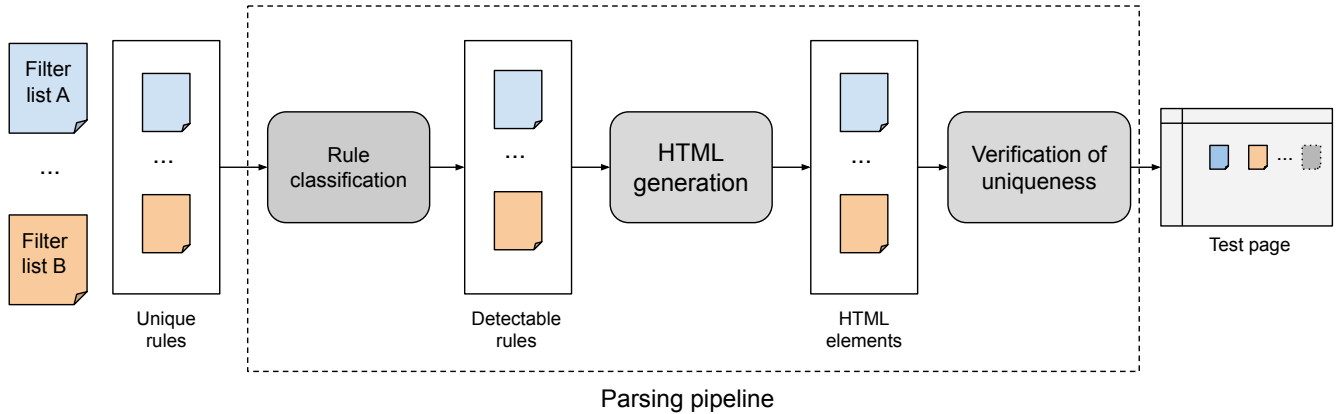 Filter
list A
...
Filter
list B
...
Unique
rules
Rule
classification
...
Detectable
rules
HTML
generation
...
HTML
elements
Verification of
uniqueness
...
Test page
Parsing pipeline